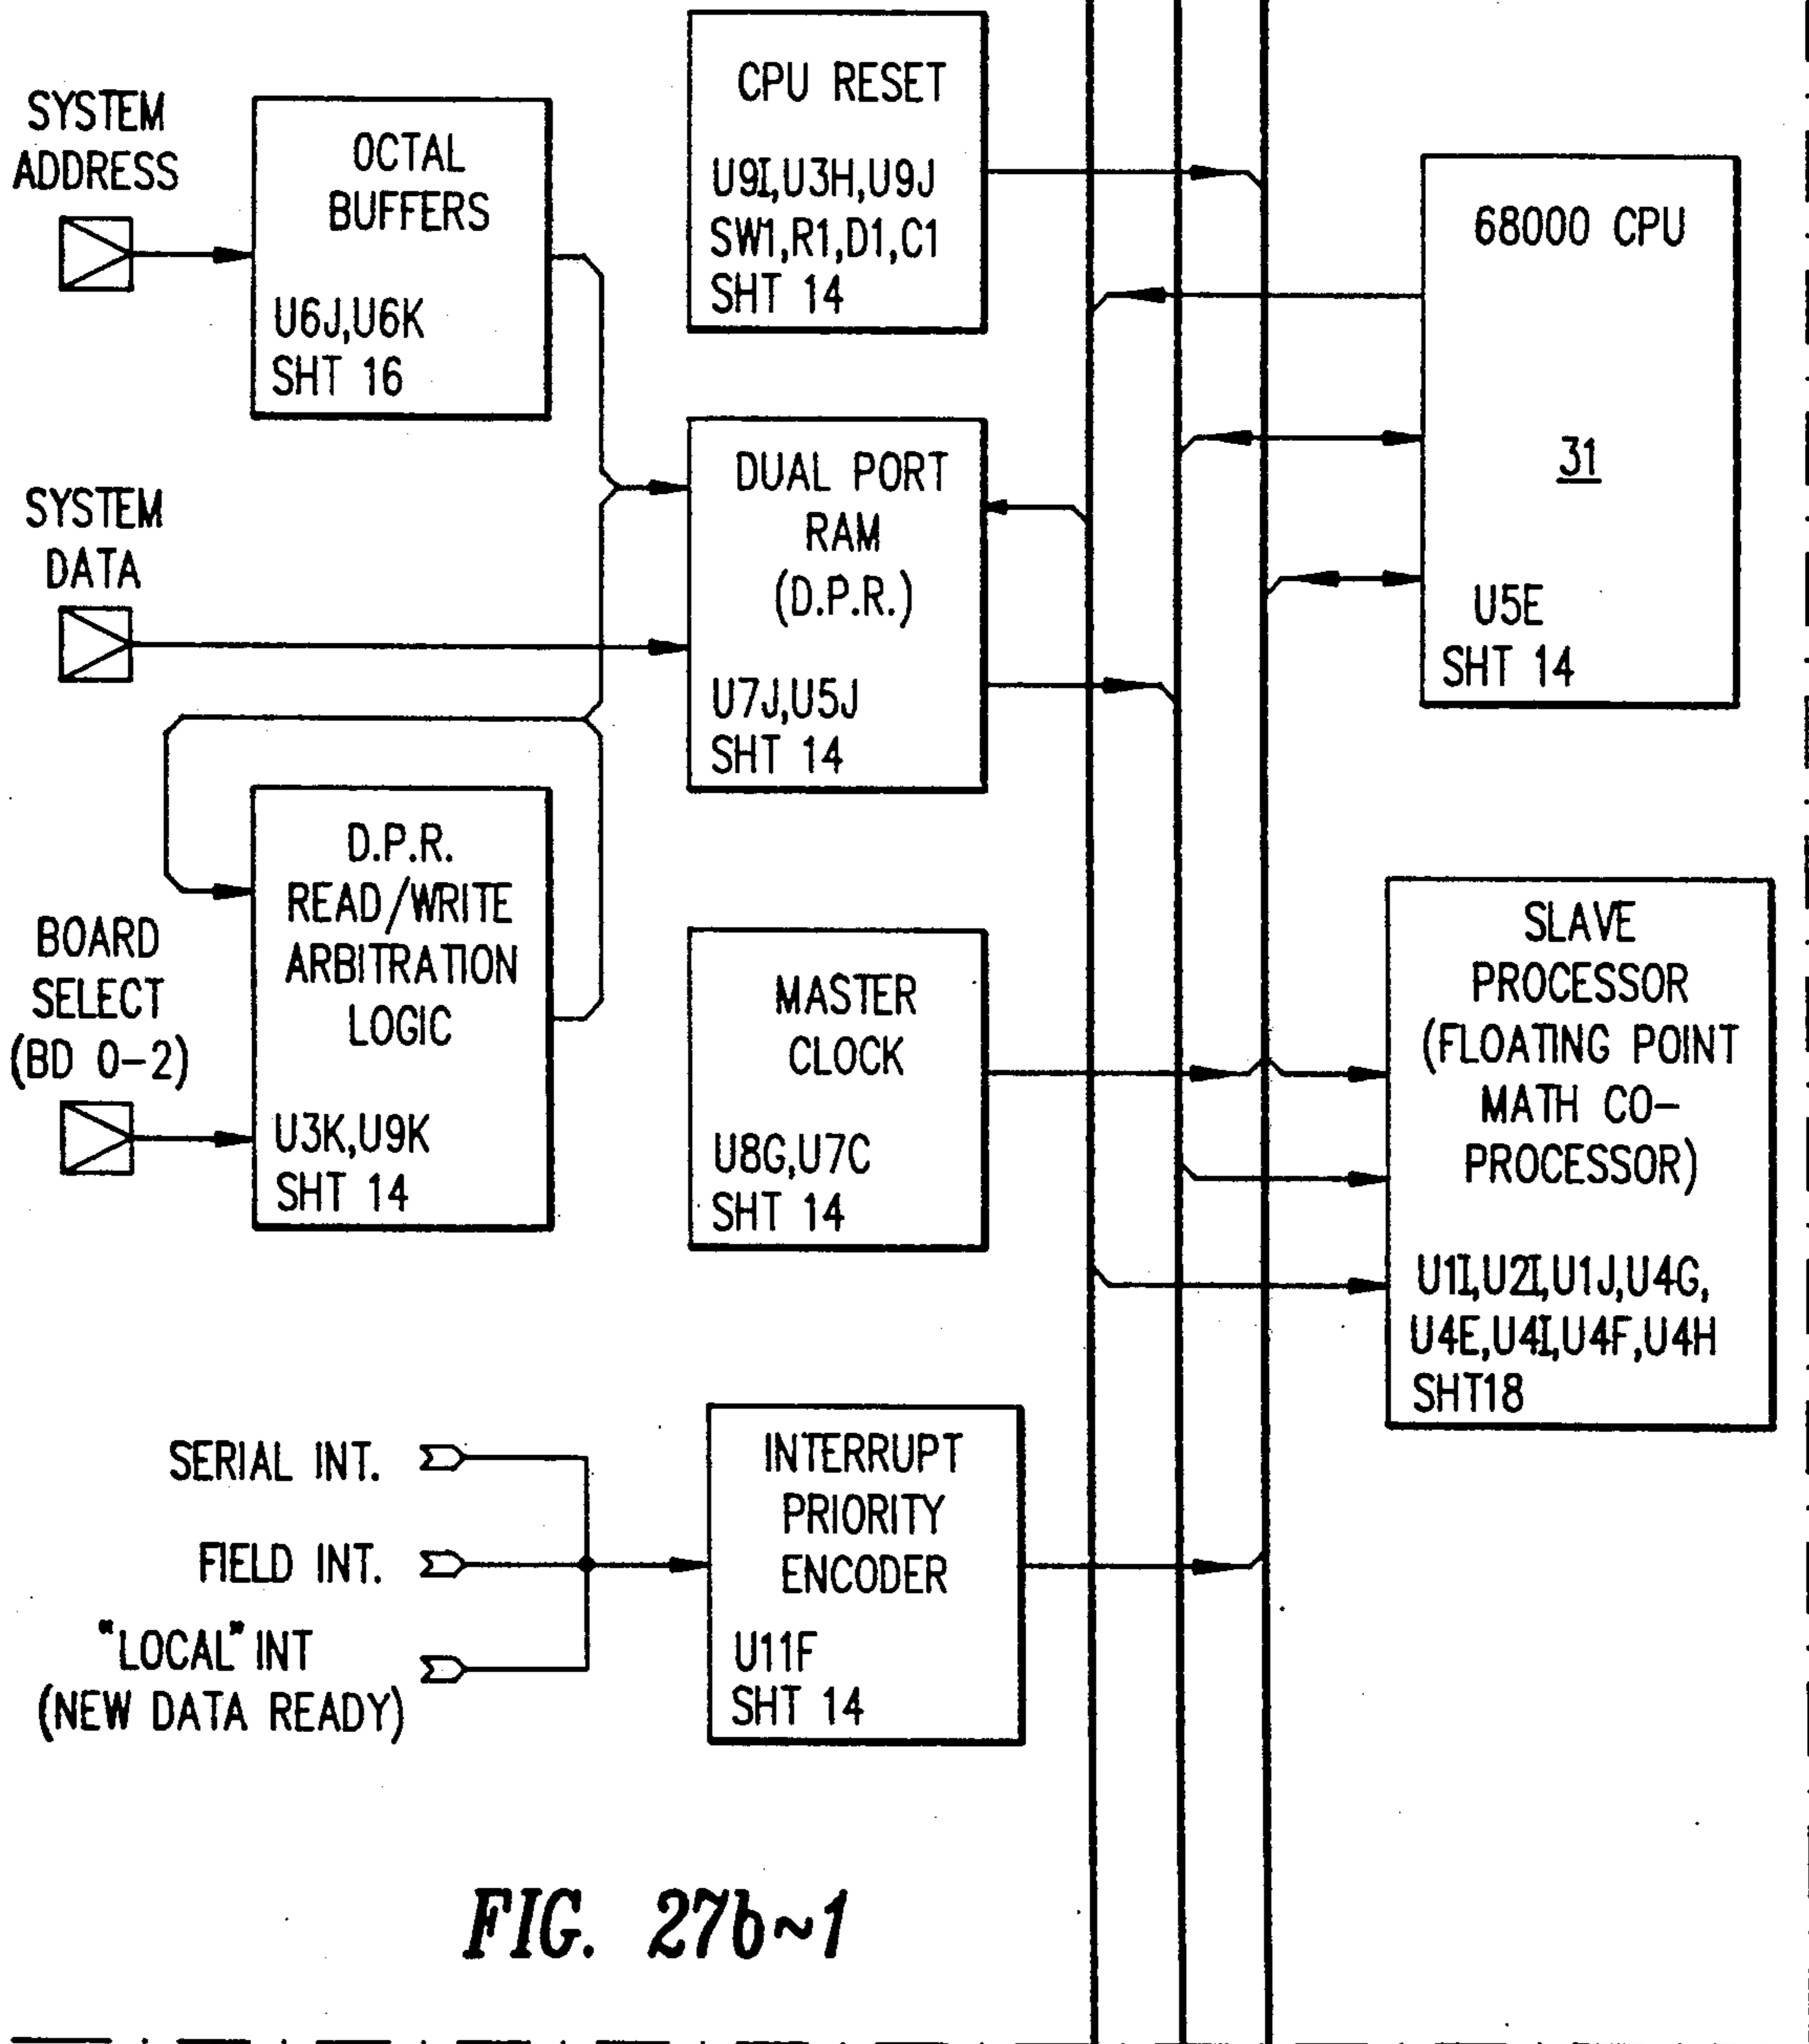 SYSTEM
ADDRESS
OCTAL
BUFFERS
U6J,U6K
SHT 16
CPU RESET
U9I,U3H,U9J
SW1,R1,D1,C1
SHT 14
68000 CPU
31
U5E
SHT 14
SYSTEM
DATA
DUAL PORT
RAM
(D.P.R.)
U7J,U5J
SHT 14
BOARD
SELECT
(BD 0-2)
D.P.R.
READ/WRITE
ARBITRATION
LOGIC
U3K,U9K
SHT 14
MASTER
CLOCK
U8G,U7C
SHT 14
SLAVE
PROCESSOR
(FLOATING POINT
MATH CO-
PROCESSOR)
U1I,U2I,U1J,U4G,
U4E,U4I,U4F,U4H
SHT18
SERIAL INT.
FIELD INT.
"LOCAL" INT
(NEW DATA READY)
INTERRUPT
PRIORITY
ENCODER
U11F
SHT 14
FIG. 27b~1